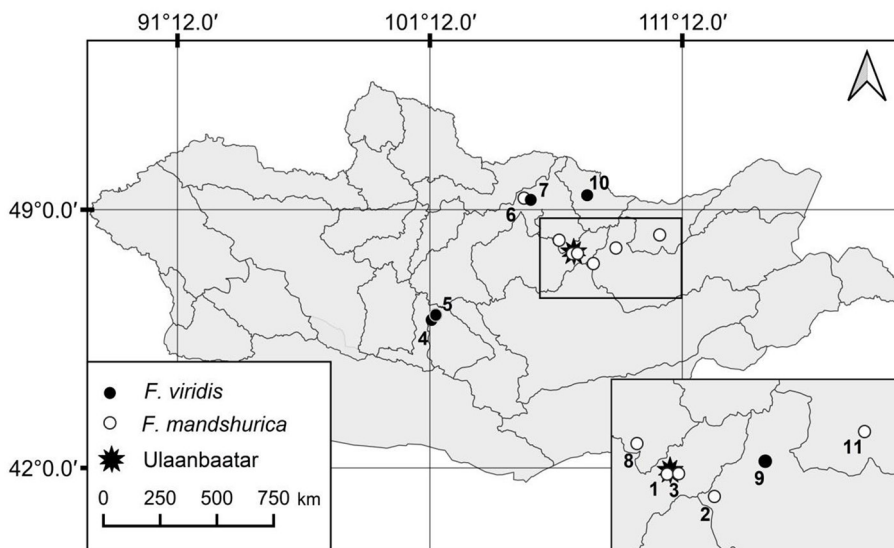 91°12.0′ 101°12.0′ 111°12.0′
7 10
49°0.0′
6
5
4
F. viridis
F. mandshurica
Ulaanbaatar
42°0.0′
0 250 500 750 km
8 11
1 3 9
2